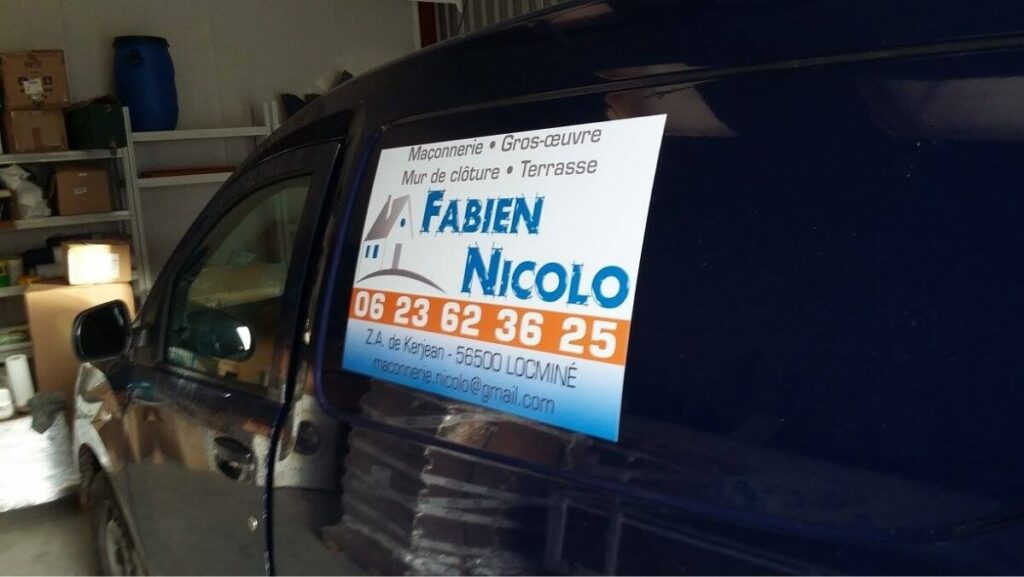 Maçonnerie • Gros-œuvre
Mur de clôture • Terrasse
FABIEN
NICOLO
06 23 62 36 25
Z.A. de Kerjean - 56500 LOCMINÉ
maconnerie.nicolo@gmail.com